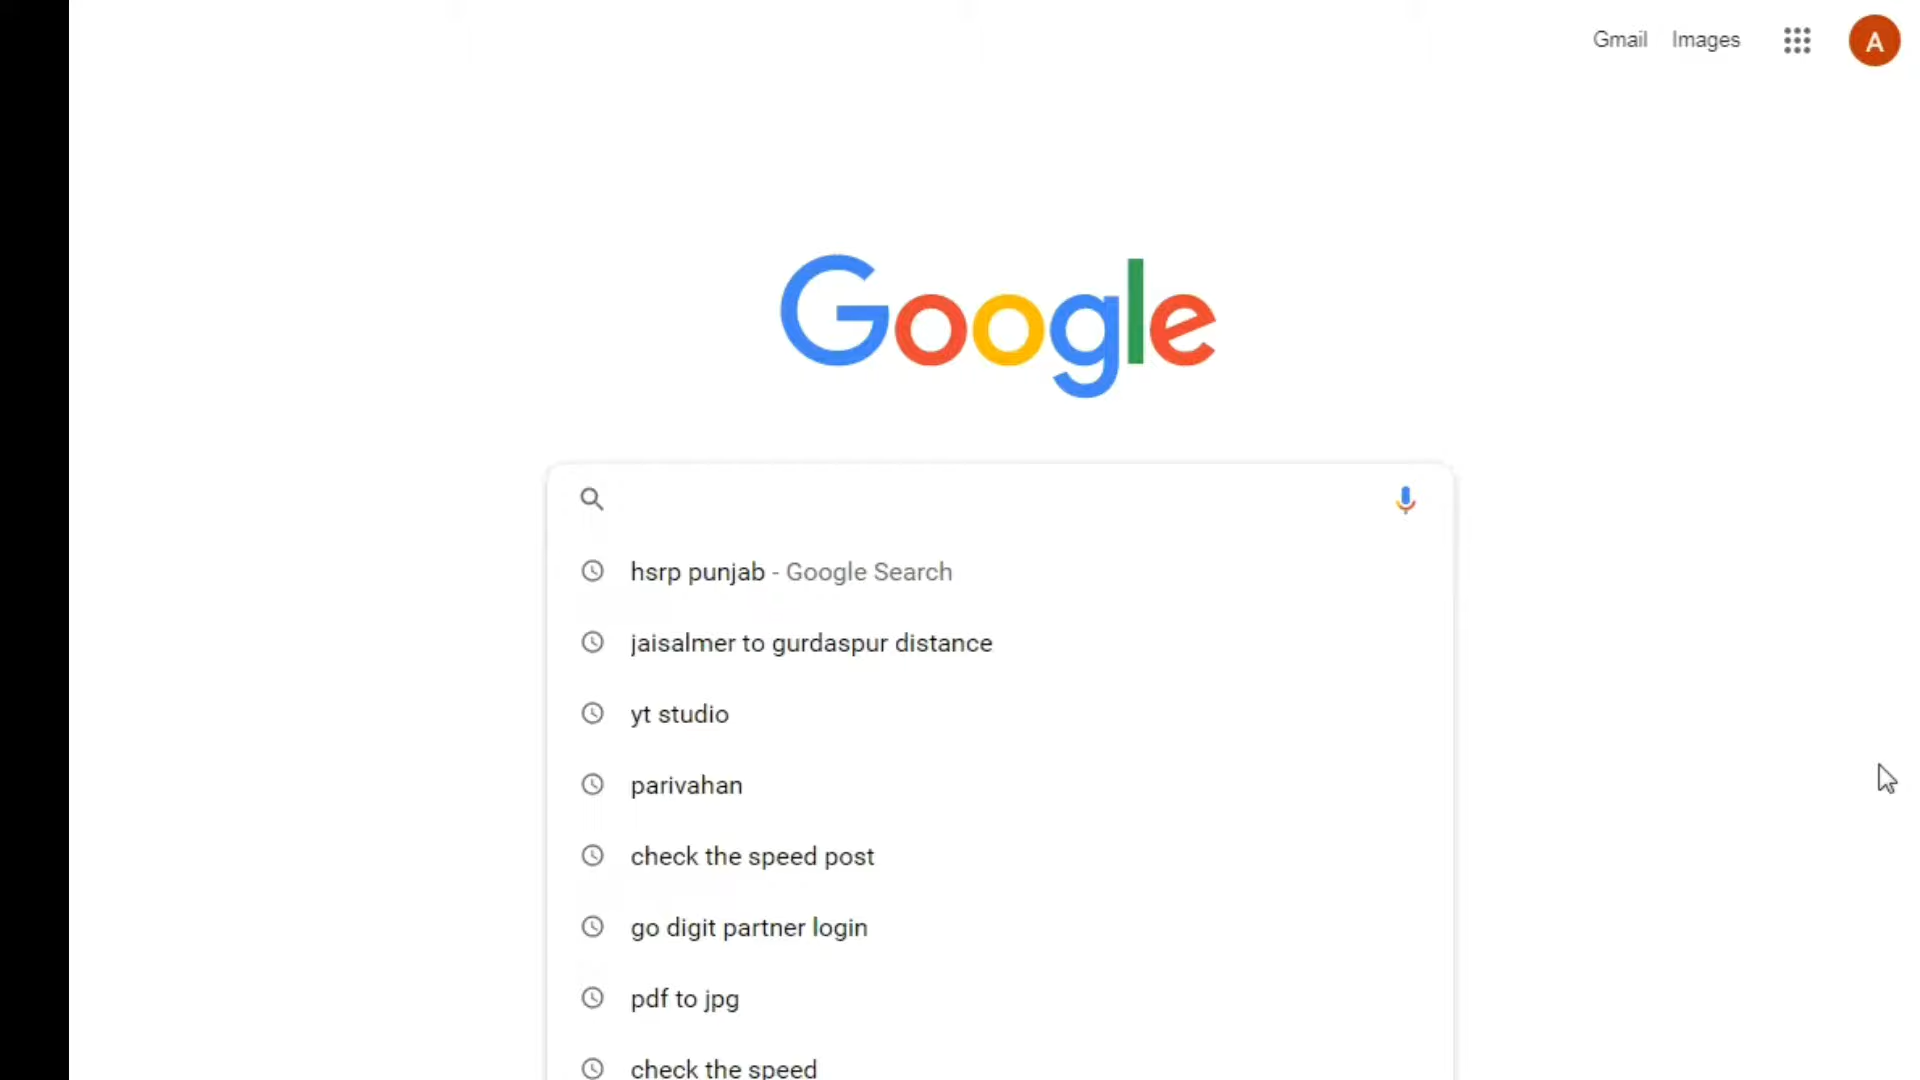 Gmail Images A
Google
hsrp punjab - Google Search
jaisalmer to gurdaspur distance
yt studio
parivahan
check the speed post
go digit partner login
pdf to jpg
check the speed